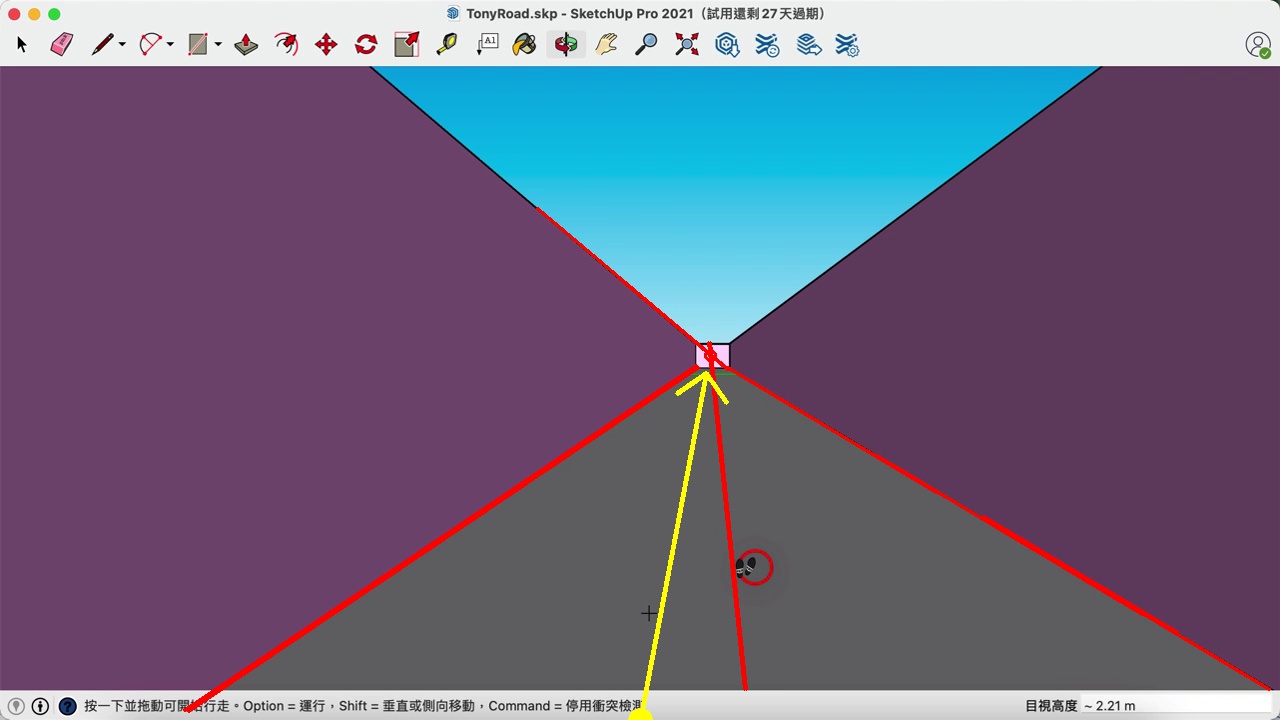 TonyRoad.skp - SketchUp Pro 2021（試用還剩 27 天過期）
A1
按一下並拖動可開始行走。Option = 運行，Shift = 垂直或側向移動，Command = 停用衝突檢測
目視高度 ~ 2.21 m